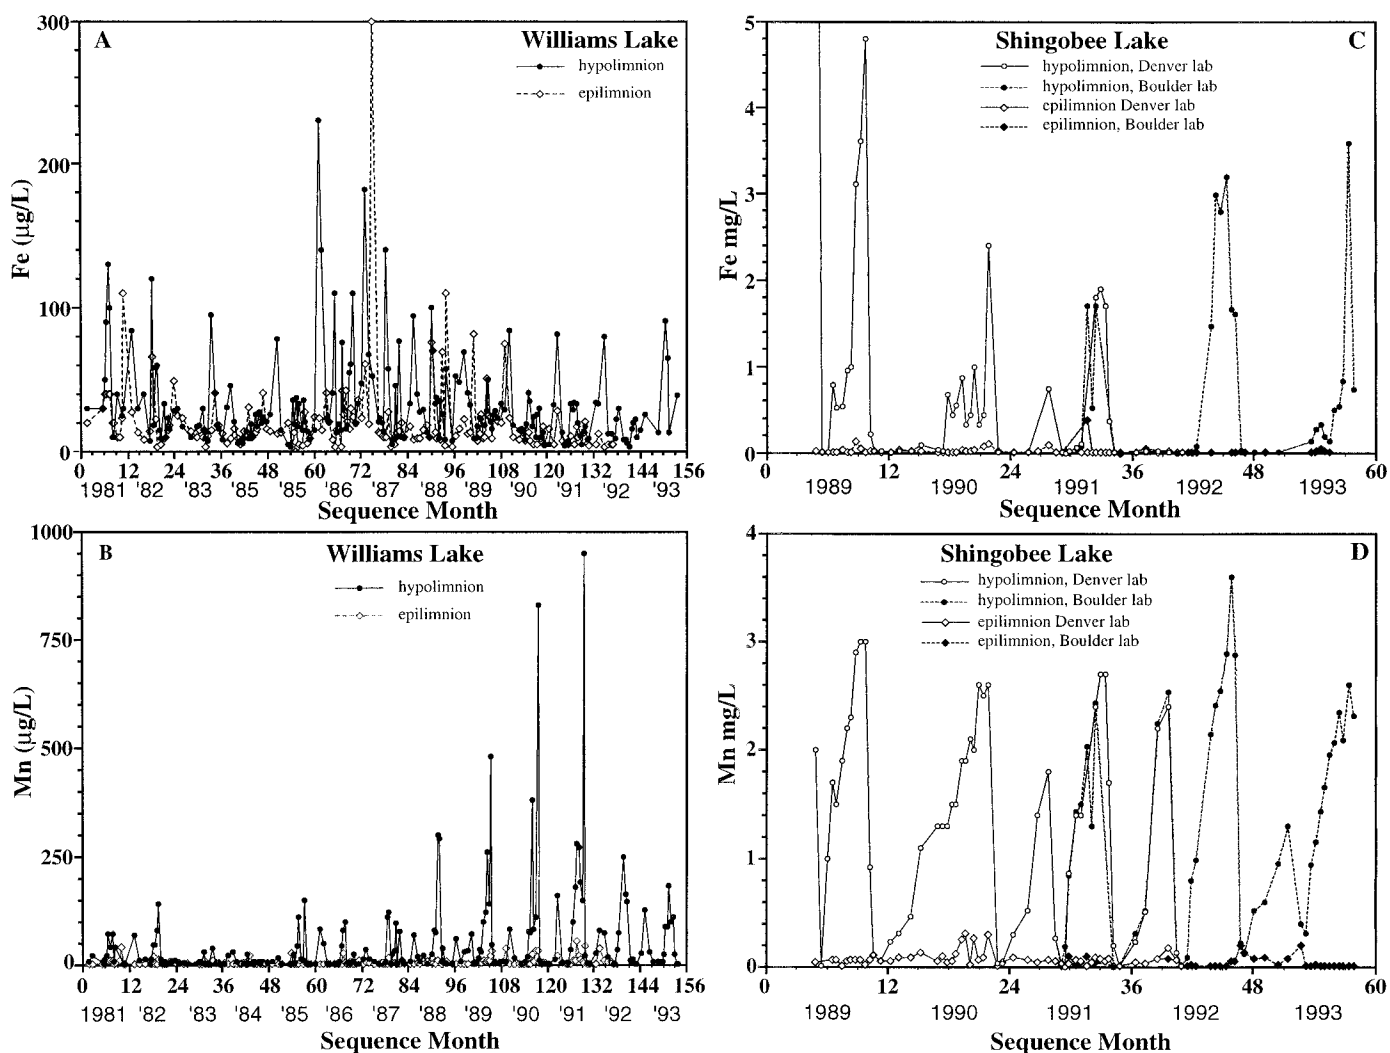 A
Williams Lake
hypolimnion
epilimnion
300
200
100
0
Fe (µg/L)
0 12 24 36 48 60 72 84 96 108 120 132 144 156
1981 '82 '83 '85 '85 '86 '87 '88 '89 '90 '91 '92 '93
Sequence Month
C
Shingobee Lake
hypolimnion, Denver lab
hypolimnion, Boulder lab
epilimnion Denver lab
epilimnion, Boulder lab
5
4
3
2
1
0
Fe mg/L
0 12 24 36 48 60
1989 1990 1991 1992 1993
Sequence Month
B
Williams Lake
hypolimnion
epilimnion
1000
750
500
250
0
Mn (µg/L)
0 12 24 36 48 60 72 84 96 108 120 132 144 156
1981 '82 '83 '84 '85 '86 '87 '88 '89 '90 '91 '92 '93
Sequence Month
D
Shingobee Lake
hypolimnion, Denver lab
hypolimnion, Boulder lab
epilimnion Denver lab
epilimnion, Boulder lab
4
3
2
1
0
Mn mg/L
0 12 24 36 48 60
1989 1990 1991 1992 1993
Sequence Month